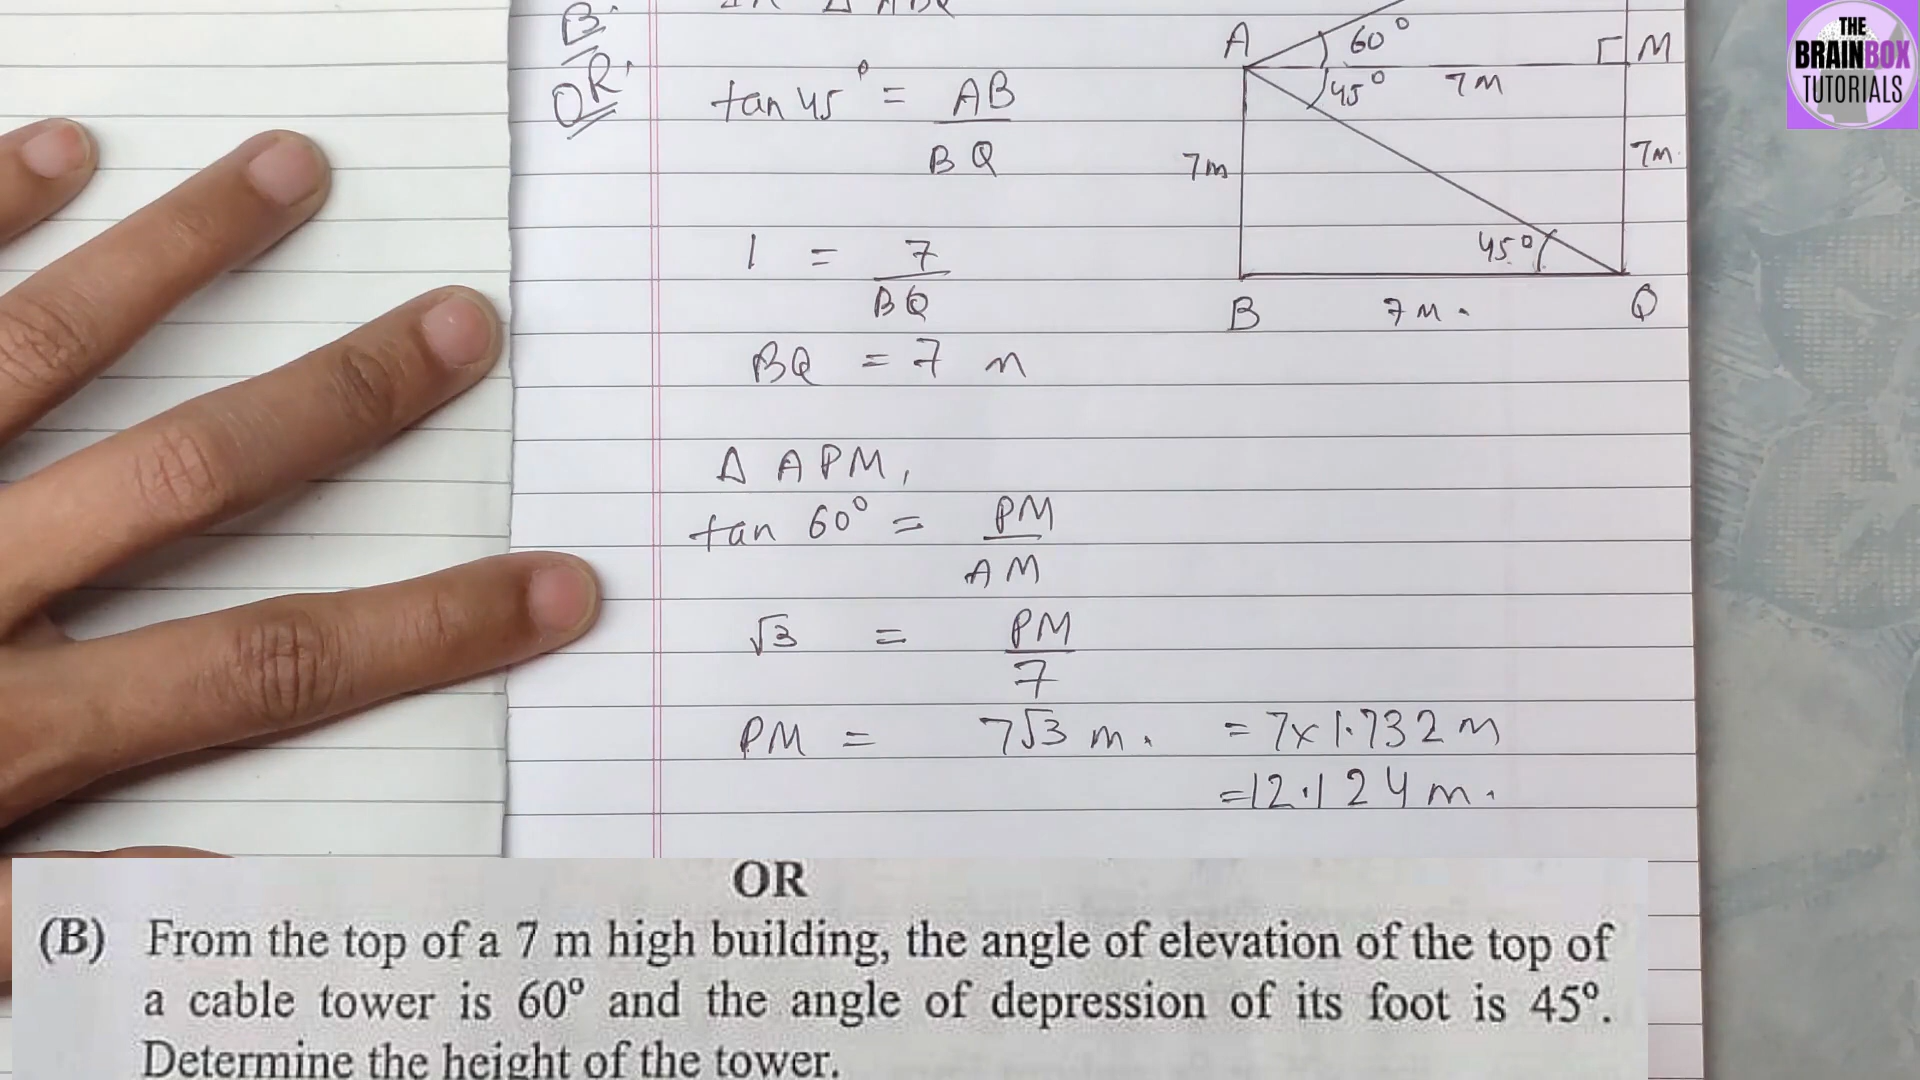 B.
In Δ ABQ
OR.
tan 45° = AB
BQ
1 = 7
BQ
BQ = 7 m
Δ APM,
tan 60° = PM
AM
√3 = PM
7
PM = 7√3 m. = 7x1.732 m
=12.124 m.
A
60°
M
45°
7M
7m
7M.
45°
B
7 M.
Q
THE
BRAINBOX
TUTORIALS
OR
(B) From the top of a 7 m high building, the angle of elevation of the top of
a cable tower is 60° and the angle of depression of its foot is 45°.
Determine the height of the tower.